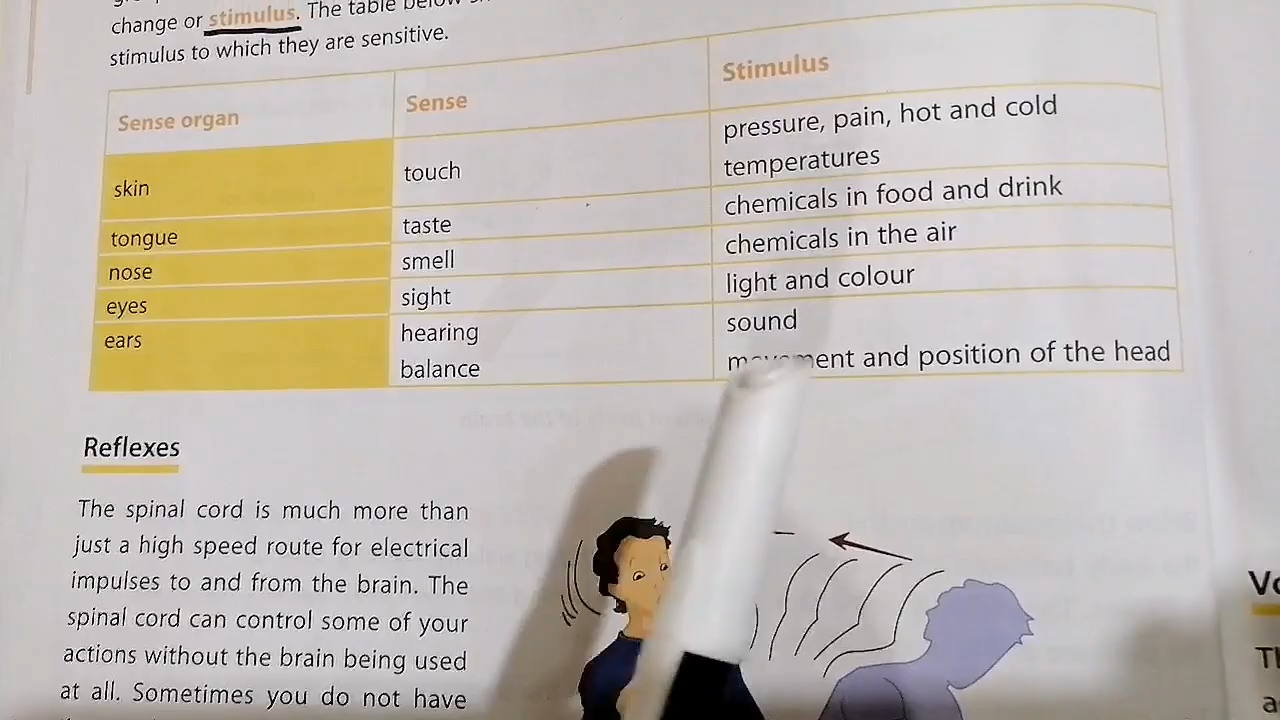 change or stimulus. The table below
stimulus to which they are sensitive.
Sense organ Sense Stimulus
skin touch pressure, pain, hot and cold
temperatures
tongue taste chemicals in food and drink
nose smell chemicals in the air
eyes sight light and colour
ears hearing sound
balance movement and position of the head
Reflexes
The spinal cord is much more than
just a high speed route for electrical
impulses to and from the brain. The
spinal cord can control some of your
actions without the brain being used
at all. Sometimes you do not have